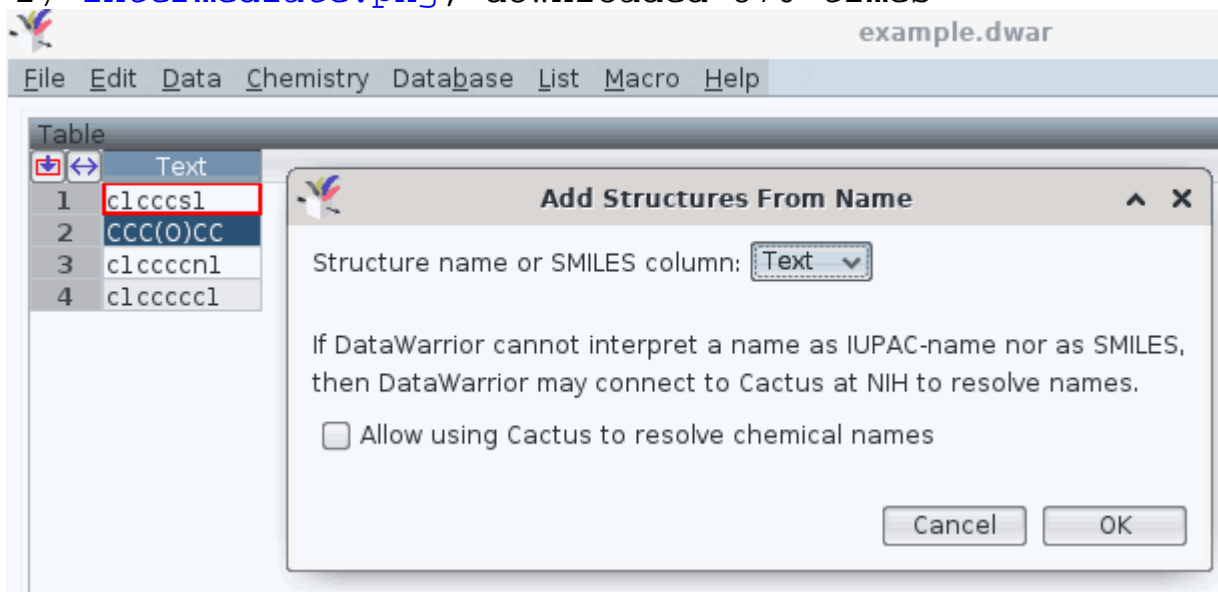 downloaded times
example.dwar
File Edit Data Chemistry Database List Macro Help
Table
Text
1 c1cccs1
2 CCC(O)CC
3 c1ccccn1
4 c1ccccc1
Add Structures From Name
Structure name or SMILES column: Text
If DataWarrior cannot interpret a name as IUPAC-name nor as SMILES,
then DataWarrior may connect to Cactus at NIH to resolve names.
Allow using Cactus to resolve chemical names
Cancel OK